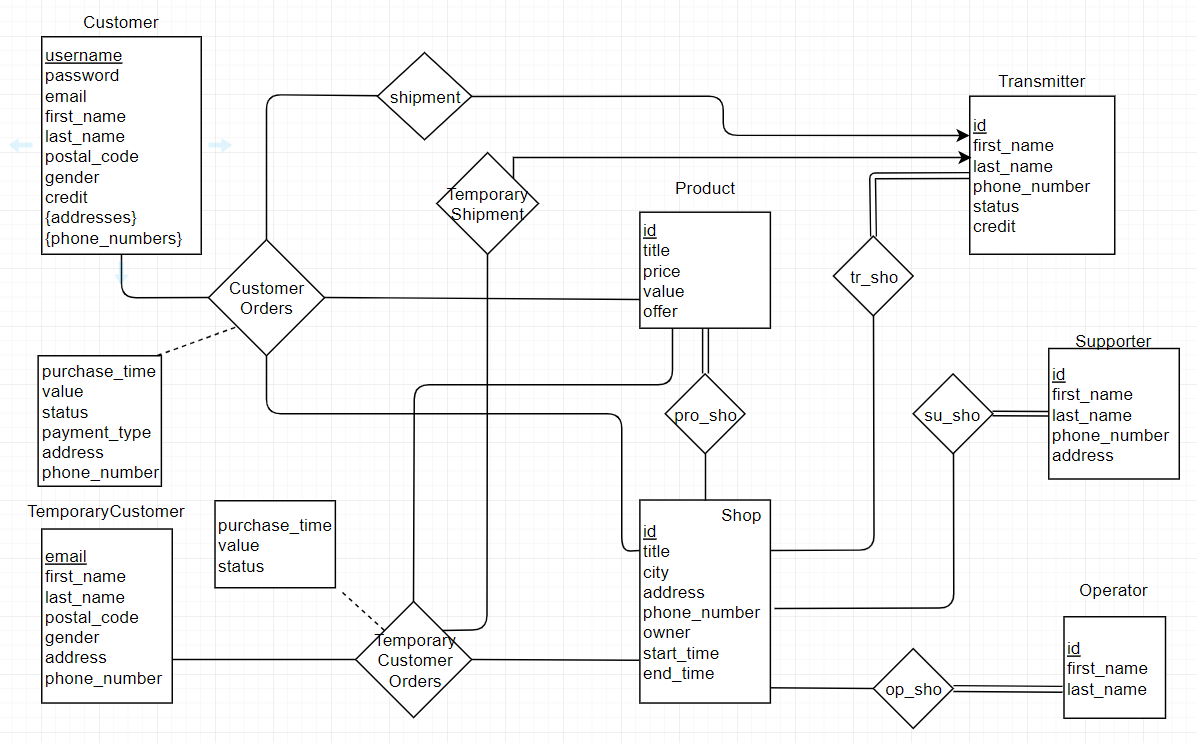 Customer
username
password
email
first_name
last_name
postal_code
gender
credit
{addresses}
{phone_numbers}
shipment
Transmitter
id
first_name
last_name
phone_number
status
credit
Temporary
Shipment
Product
id
title
price
value
offer
tr_sho
Customer
Orders
Supporter
id
first_name
last_name
phone_number
address
purchase_time
value
status
payment_type
address
phone_number
pro_sho
su_sho
TemporaryCustomer
email
first_name
last_name
postal_code
gender
address
phone_number
purchase_time
value
status
Shop
id
title
city
address
phone_number
owner
start_time
end_time
Temporary
Customer
Orders
Operator
id
first_name
last_name
op_sho